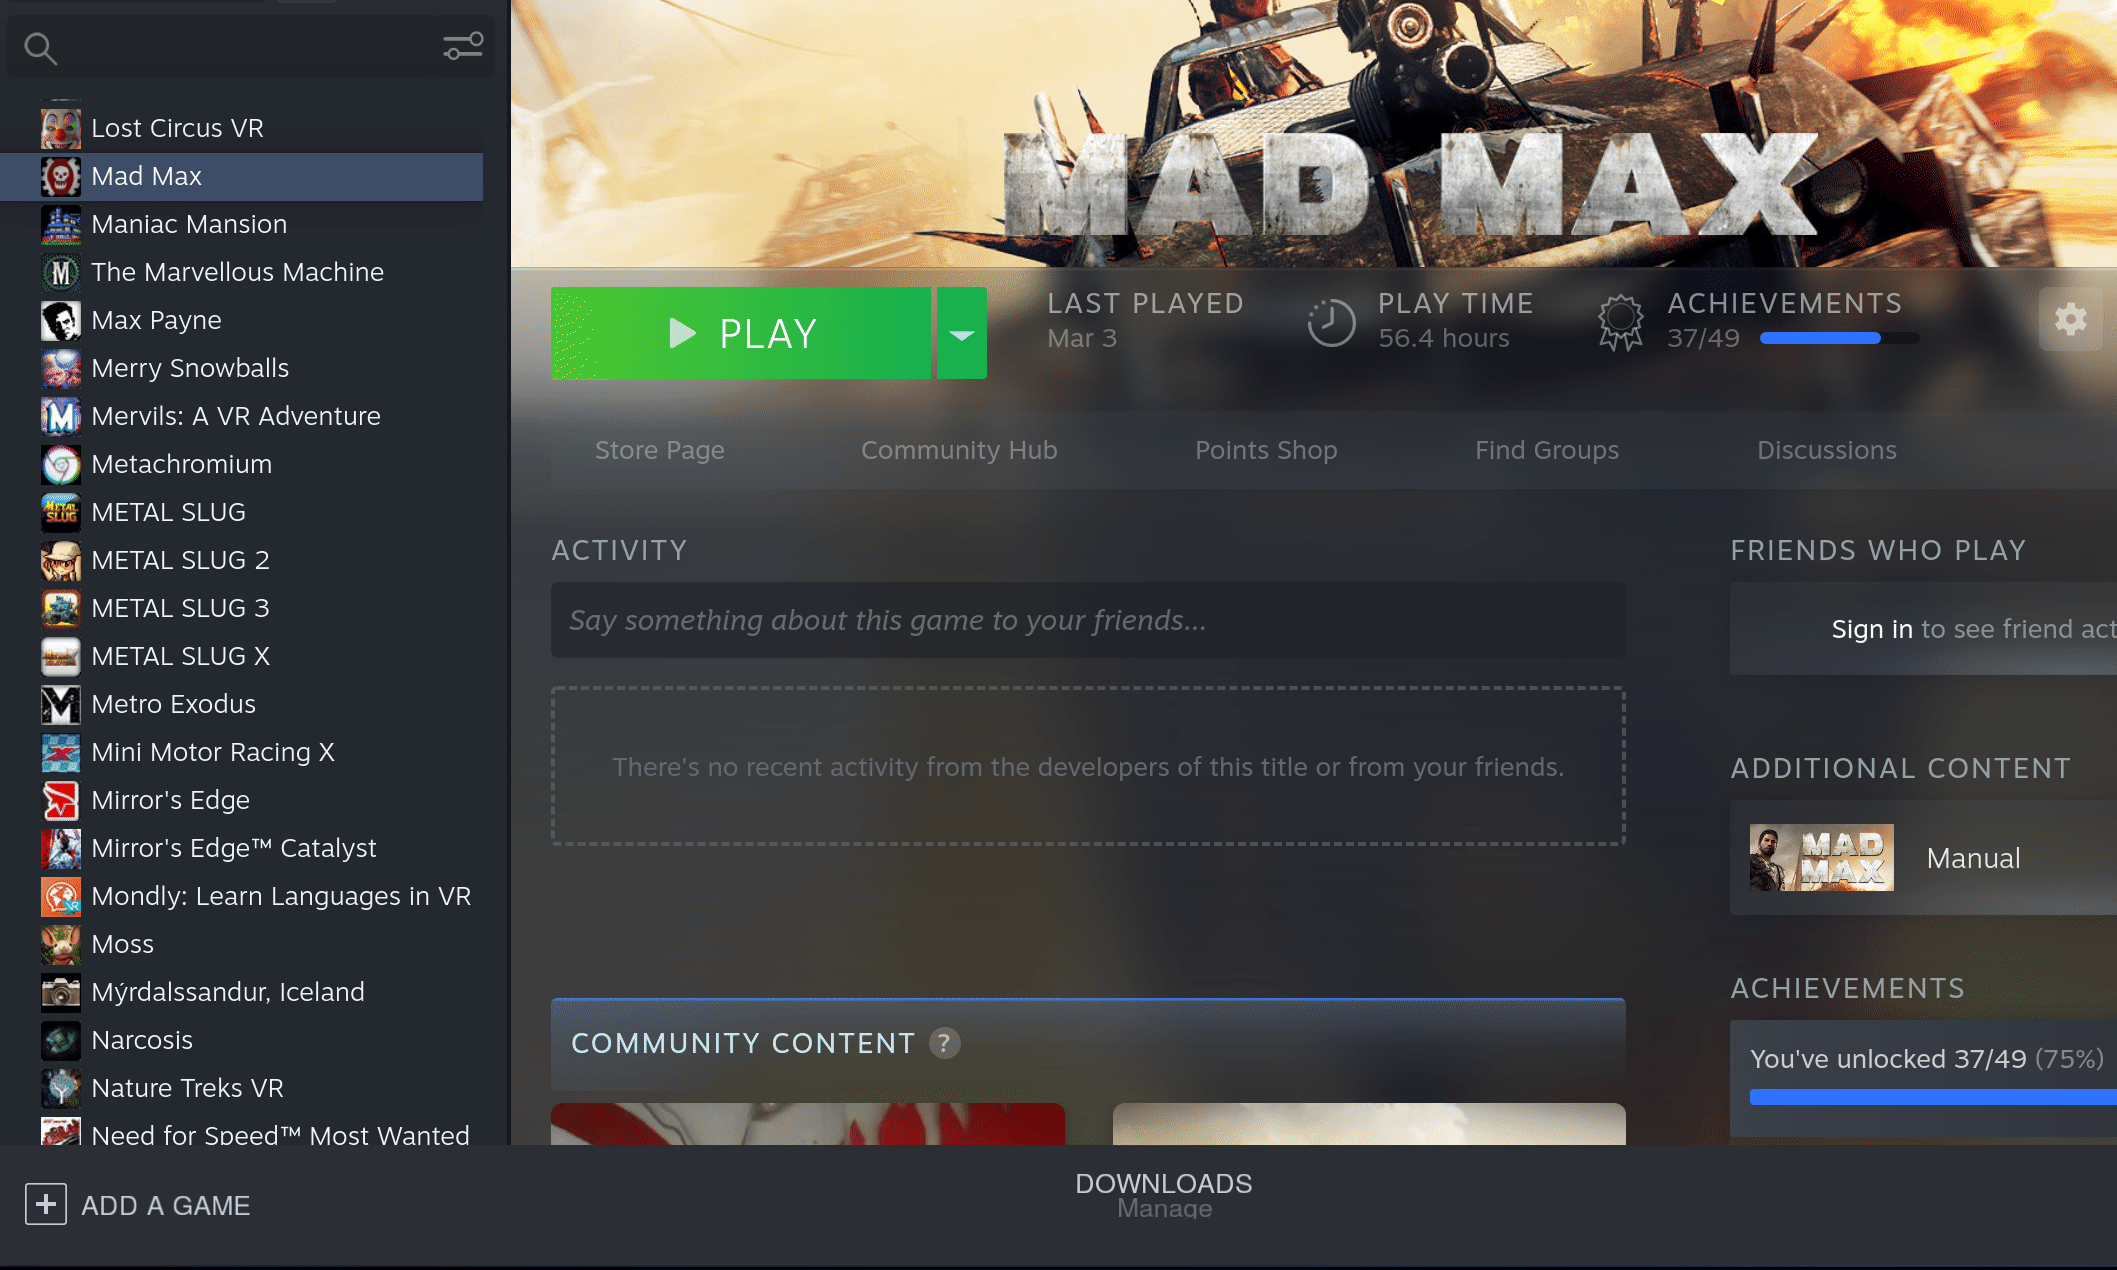 Lost Circus VR
Mad Max
Maniac Mansion
The Marvellous Machine
Max Payne
Merry Snowballs
Mervils: A VR Adventure
Metachromium
METAL SLUG
METAL SLUG 2
METAL SLUG 3
METAL SLUG X
Metro Exodus
Mini Motor Racing X
Mirror's Edge
Mirror's Edge™ Catalyst
Mondly: Learn Languages in VR
Moss
Mýrdalssandur, Iceland
Narcosis
Nature Treks VR
Need for Speed™ Most Wanted
ADD A GAME
MAD MAX
PLAY
LAST PLAYED
Mar 3
PLAY TIME
56.4 hours
ACHIEVEMENTS
37/49
Store Page
Community Hub
Points Shop
Find Groups
Discussions
ACTIVITY
Say something about this game to your friends...
There's no recent activity from the developers of this title or from your friends.
COMMUNITY CONTENT ?
FRIENDS WHO PLAY
Sign in to see friend act
ADDITIONAL CONTENT
MAD
MAX
Manual
ACHIEVEMENTS
You've unlocked 37/49 (75%)
DOWNLOADS
Manage